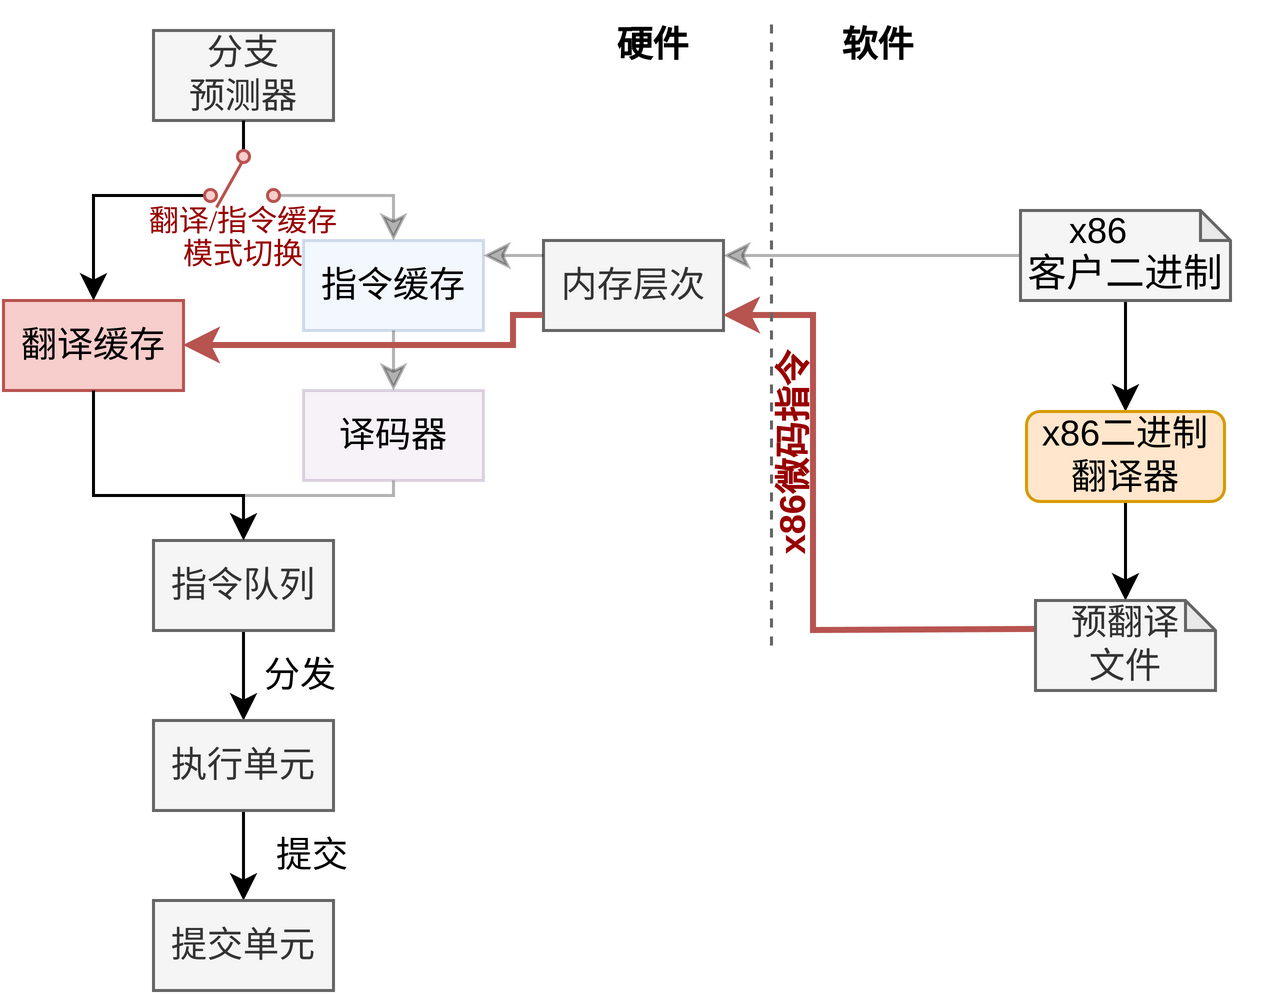 分支
预测器
硬件
软件
翻译/指令缓存
模式切换
x86
客户二进制
指令缓存
内存层次
翻译缓存
x86微码指令
译码器
x86二进制
翻译器
指令队列
预翻译
文件
分发
执行单元
提交
提交单元